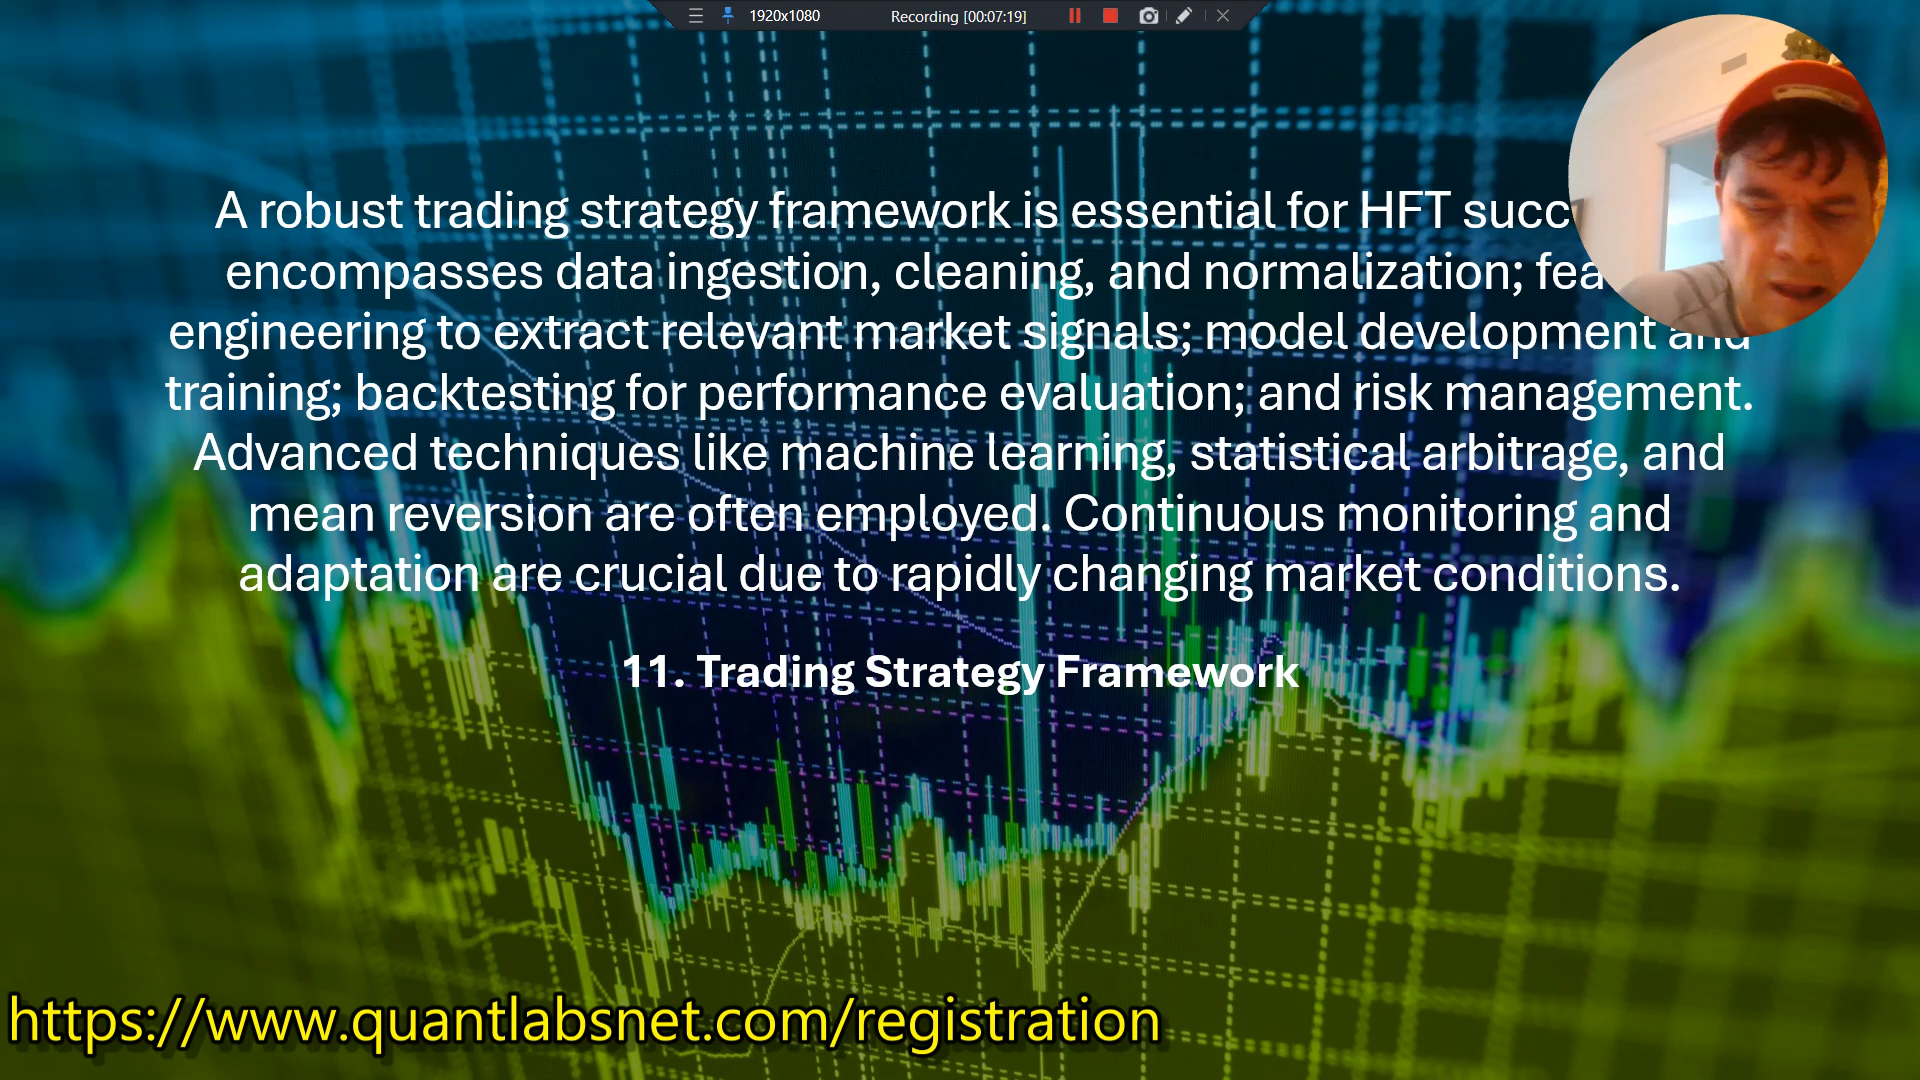 1920x1080 Recording [00:07:19]
A robust trading strategy framework is essential for HFT
encompasses data ingestion, cleaning, and normalization;
engineering to extract relevant market signals; model development and
training; backtesting for performance evaluation; and risk management.
Advanced techniques like machine learning, statistical arbitrage, and
mean reversion are often employed. Continuous monitoring and
adaptation are crucial due to rapidly changing market conditions.
11. Trading Strategy Framework
https://www.quantlabsnet.com/registration